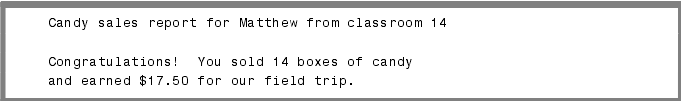 Candy sales report for Matthew from classroom 14
Congratulations!  You sold 14 boxes of candy
and earned $17.50 for our field trip.